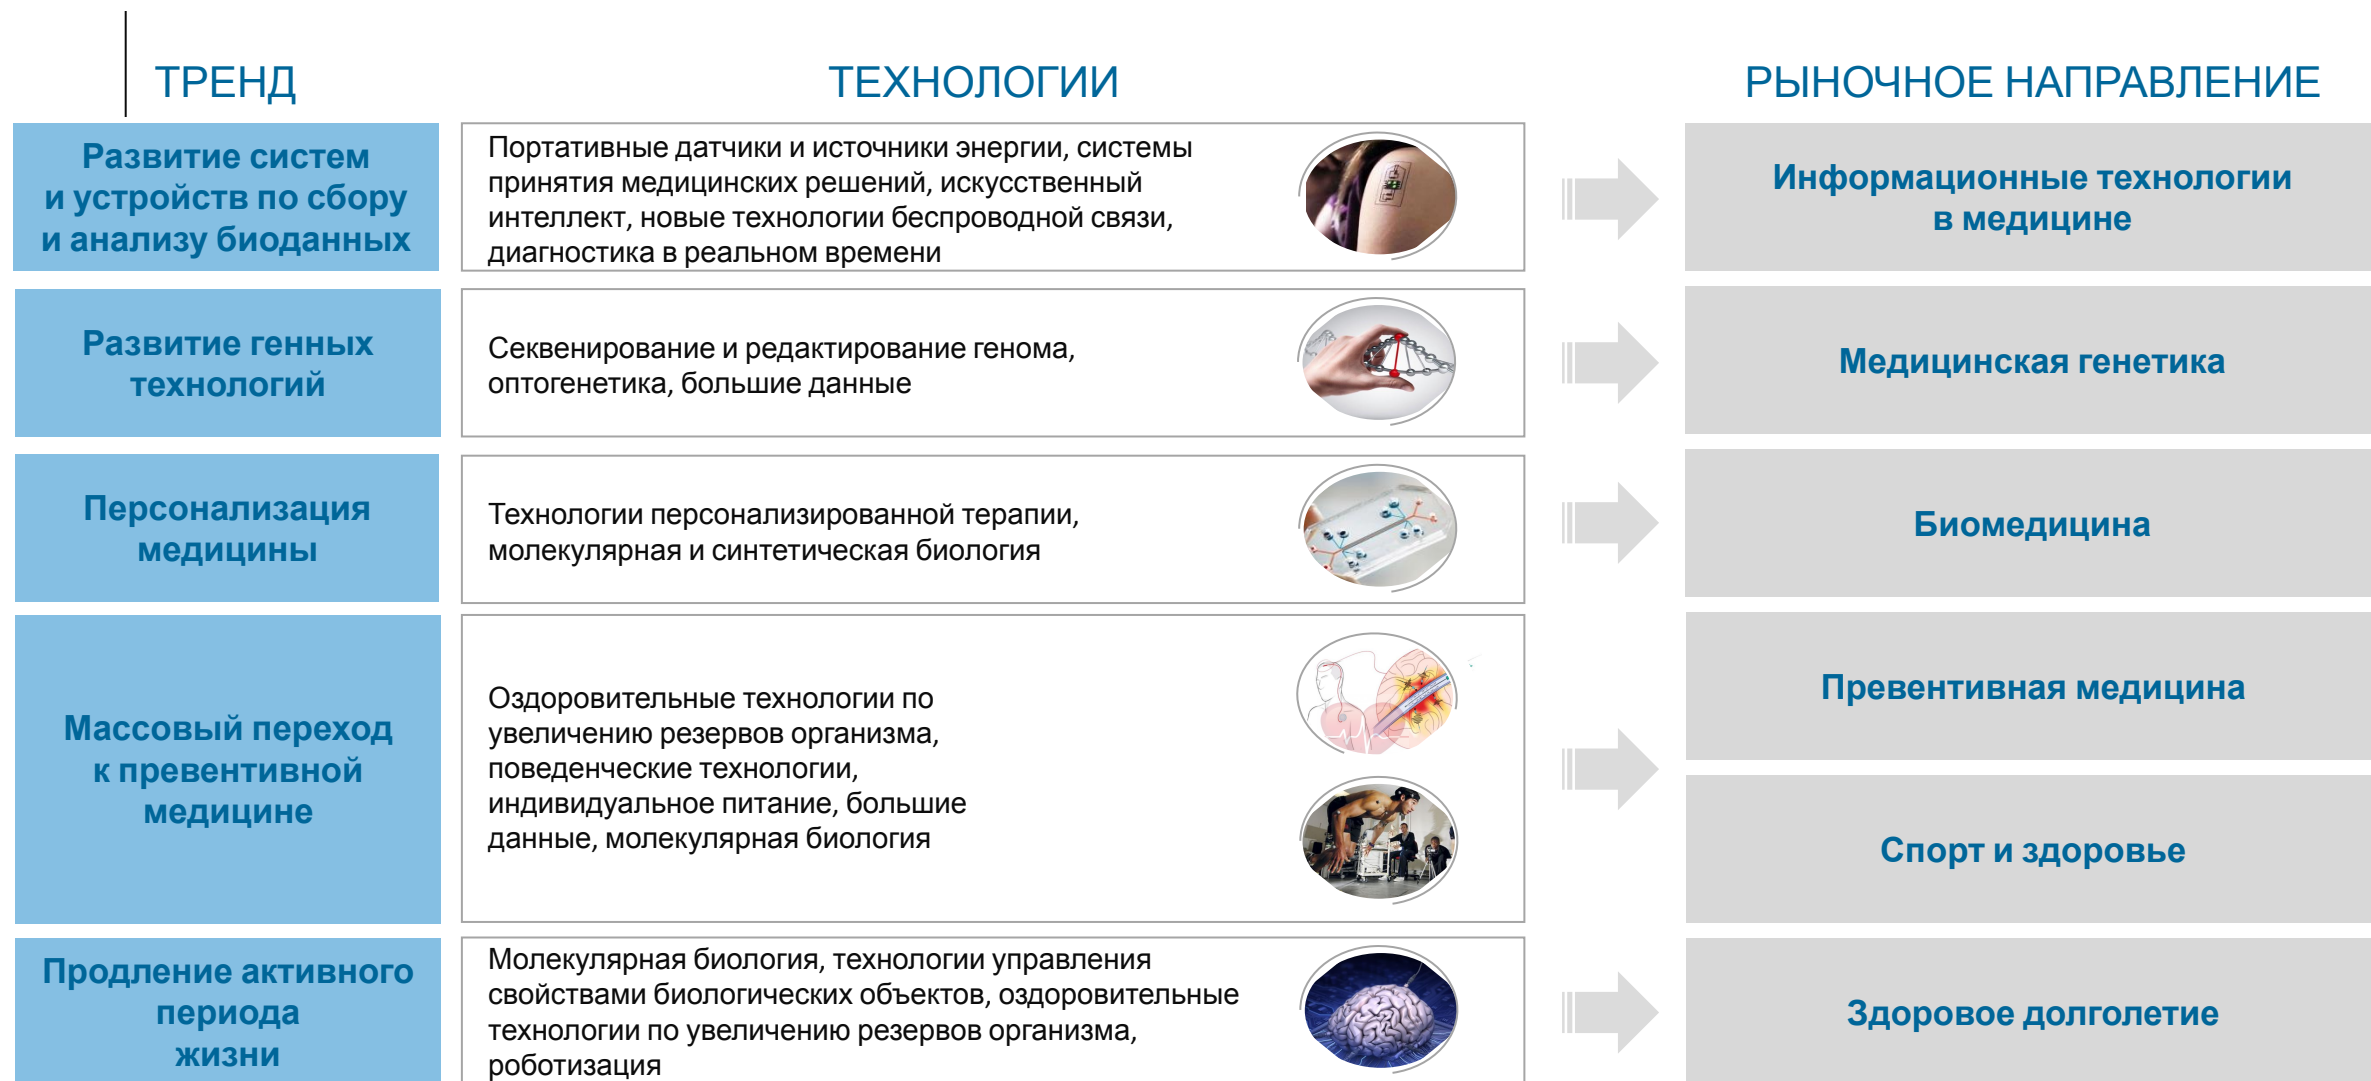 ТРЕНД
ТЕХНОЛОГИИ
РЫНОЧНОЕ НАПРАВЛЕНИЕ
Развитие систем
и устройств по сбору
и анализу биоданных
Портативные датчики и источники энергии, системы
принятия медицинских решений, искусственный
интеллект, новые технологии беспроводной связи,
диагностика в реальном времени
Информационные технологии
в медицине
Развитие генных
технологий
Секвенирование и редактирование генома,
оптогенетика, большие данные
Медицинская генетика
Персонализация
медицины
Технологии персонализированной терапии,
молекулярная и синтетическая биология
Биомедицина
Массовый переход
к превентивной
медицине
Оздоровительные технологии по
увеличению резервов организма,
поведенческие технологии,
индивидуальное питание, большие
данные, молекулярная биология
Превентивная медицина
Спорт и здоровье
Продление активного
периода
жизни
Молекулярная биология, технологии управления
свойствами биологических объектов, оздоровительные
технологии по увеличению резервов организма,
роботизация
Здоровое долголетие